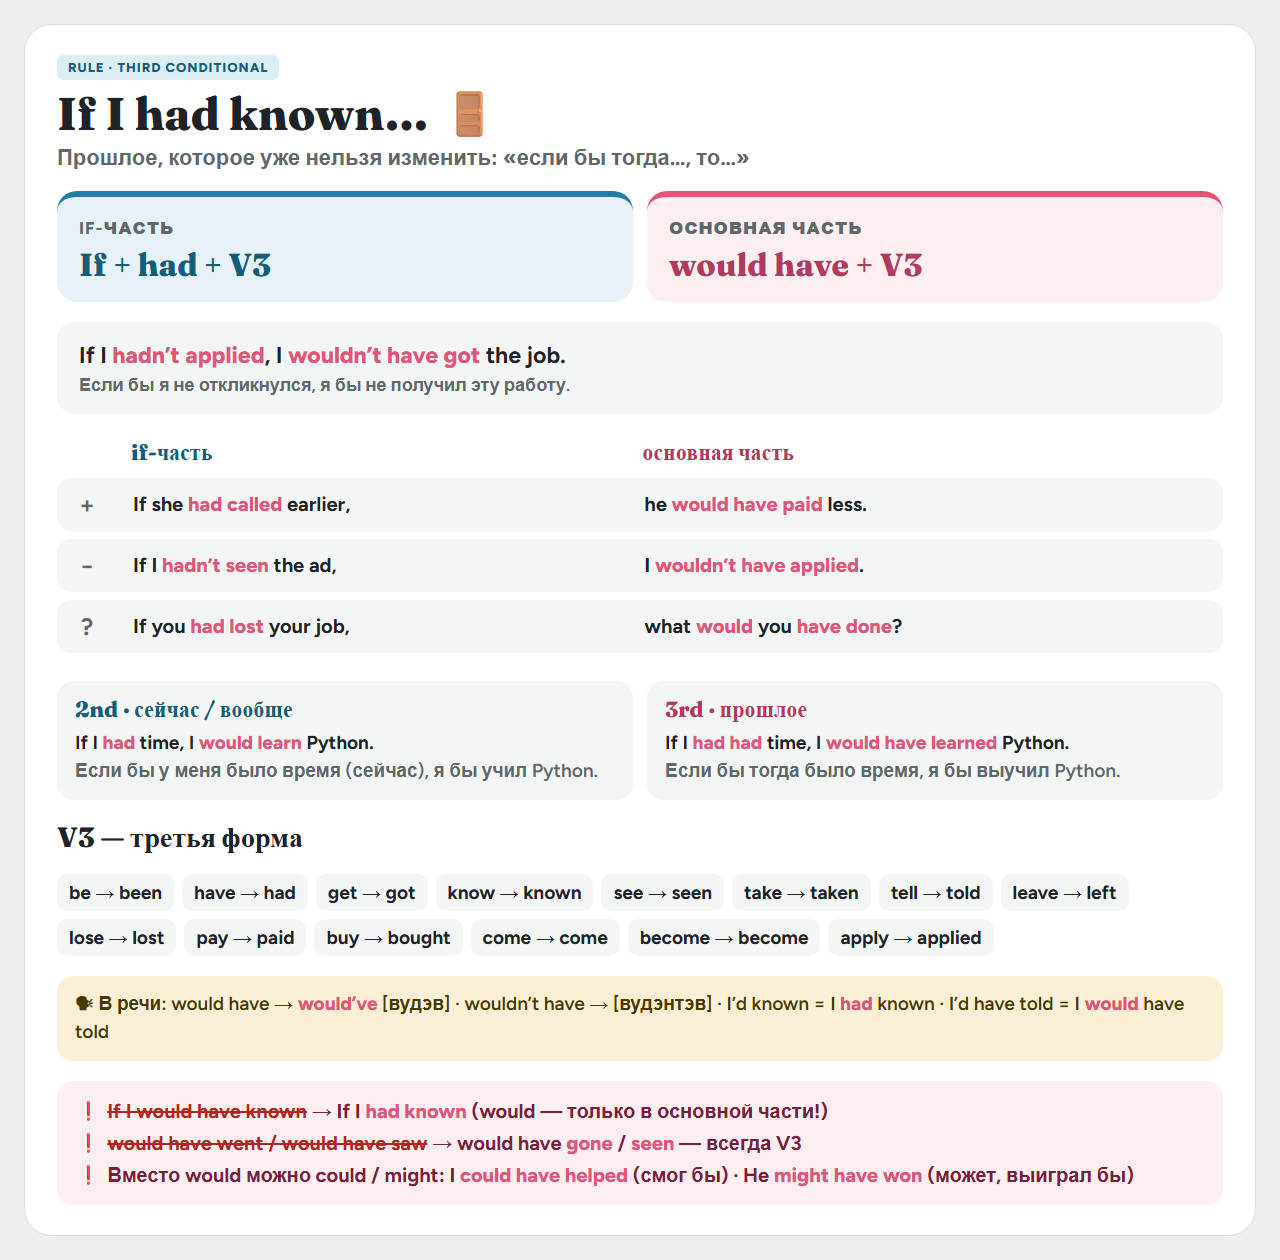 RULE · THIRD CONDITIONAL
If I had known… 🚪
Прошлое, которое уже нельзя изменить: «если бы тогда…, то…»
IF-ЧАСТЬ
If + had + V3
ОСНОВНАЯ ЧАСТЬ
would have + V3
If I hadn’t applied, I wouldn’t have got the job.
Если бы я не откликнулся, я бы не получил эту работу.
if-часть основная часть
+ If she had called earlier, he would have paid less.
– If I hadn’t seen the ad, I wouldn’t have applied.
? If you had lost your job, what would you have done?
2nd · сейчас / вообще
If I had time, I would learn Python.
Если бы у меня было время (сейчас), я бы учил Python.
3rd · прошлое
If I had had time, I would have learned Python.
Если бы тогда было время, я бы выучил Python.
V3 — третья форма
be → been have → had get → got know → known see → seen take → taken tell → told leave → left
lose → lost pay → paid buy → bought come → come become → become apply → applied
🗣 В речи: would have → would’ve [вудэв] · wouldn’t have → [вудэнтэв] · I’d known = I had known · I’d have told = I would have
told
❗ If I would have known → If I had known (would — только в основной части!)
❗ would have went / would have saw → would have gone / seen — всегда V3
❗ Вместо would можно could / might: I could have helped (смог бы) · He might have won (может, выиграл бы)